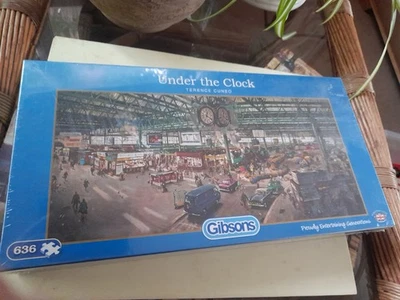 Under the Clock
TERENCE CUNEO
Gibsons
636
Proudly Entertaining Generations